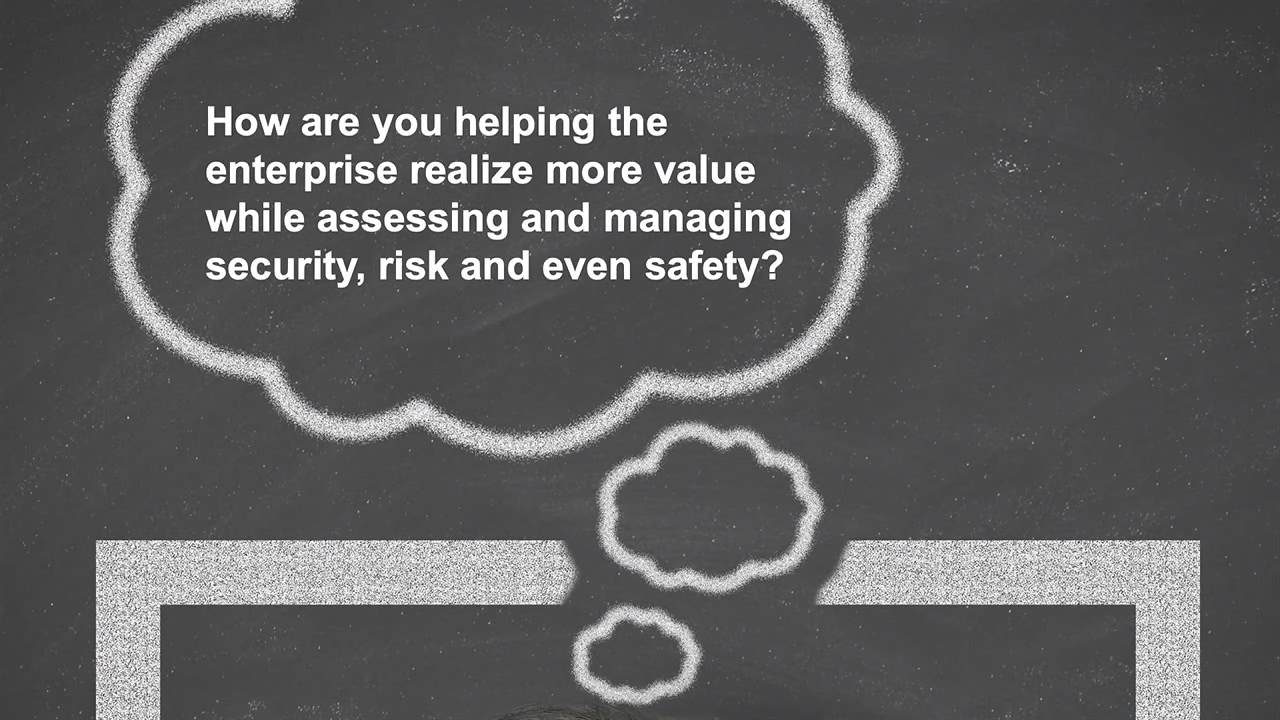 How are you helping the
enterprise realize more value
while assessing and managing
security, risk and even safety?